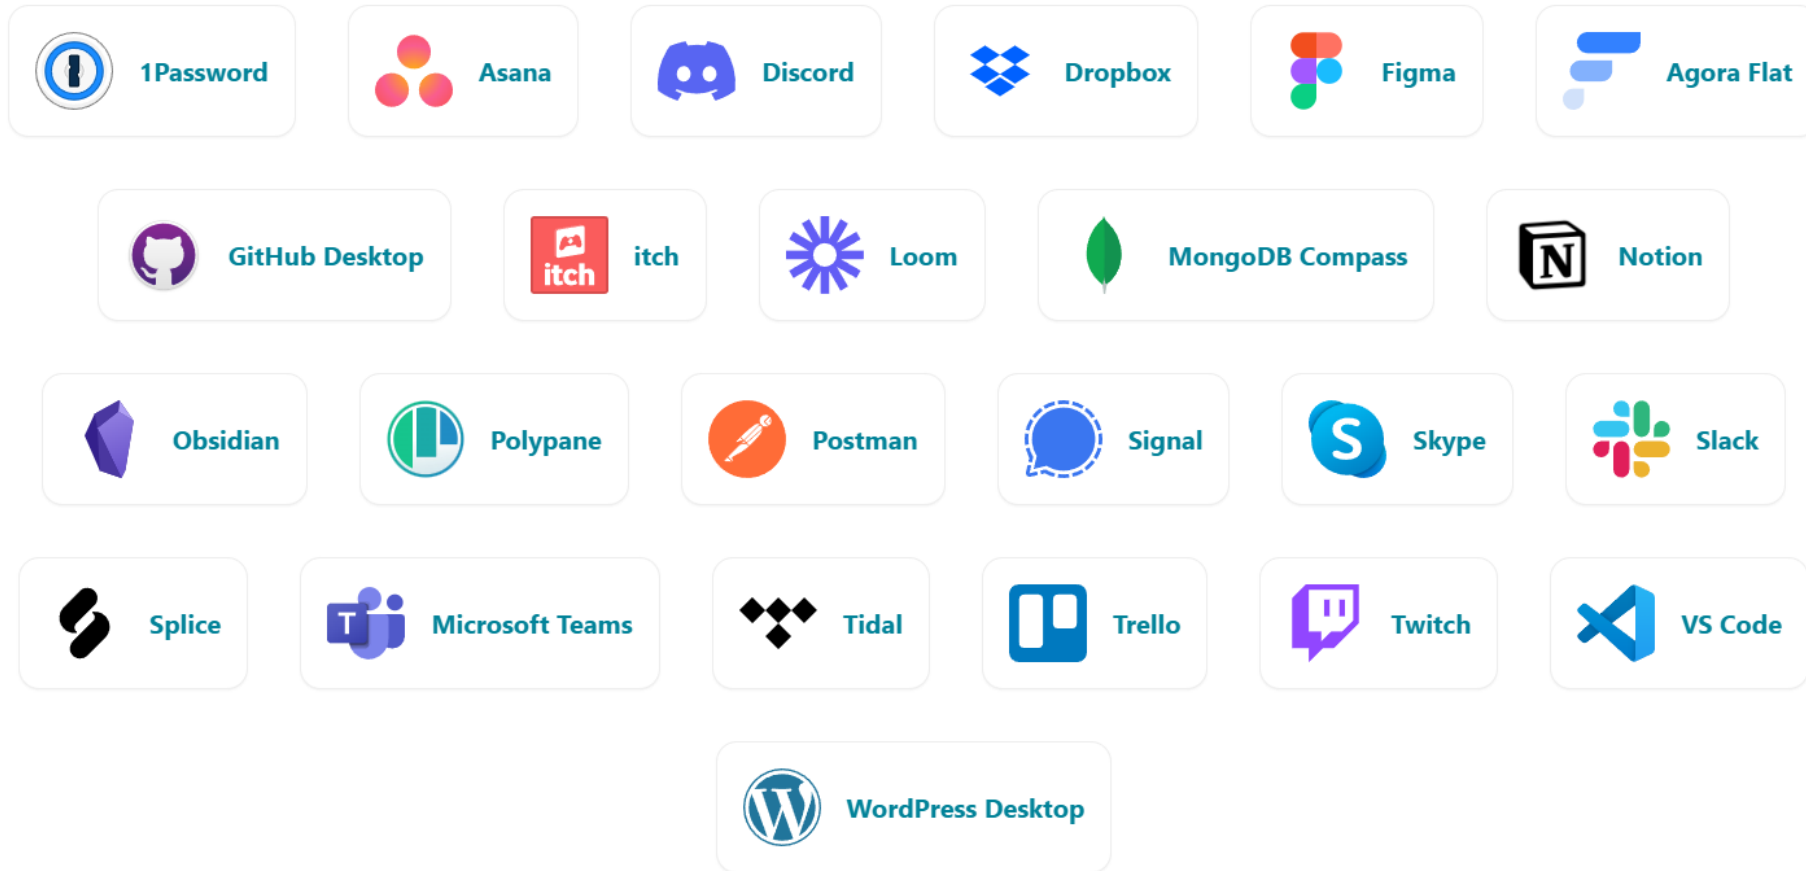 1Password Asana Discord Dropbox Figma Agora Flat
GitHub Desktop itch itch Loom MongoDB Compass N Notion
Obsidian Polypane Postman Signal S Skype Slack
Splice T Microsoft Teams Tidal Trello Twitch VS Code
W WordPress Desktop